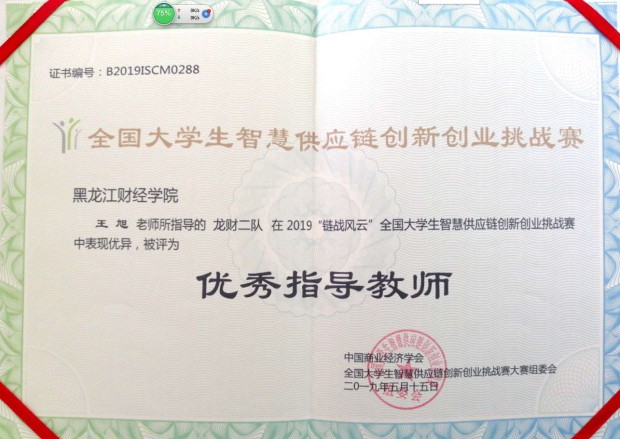 75%
0K/s
0K/s
证书编号：B2019ISCM0288
全国大学生智慧供应链创新创业挑战赛
黑龙江财经学院
王 旭 老师所指导的 龙财二队 在2019“链战风云”全国大学生智慧供应链创新创业挑战赛
中表现优异，被评为
优秀指导教师
中国商业经济学会
全国大学生智慧供应链创新创业挑战赛大赛组委会
二〇一九年五月十五日